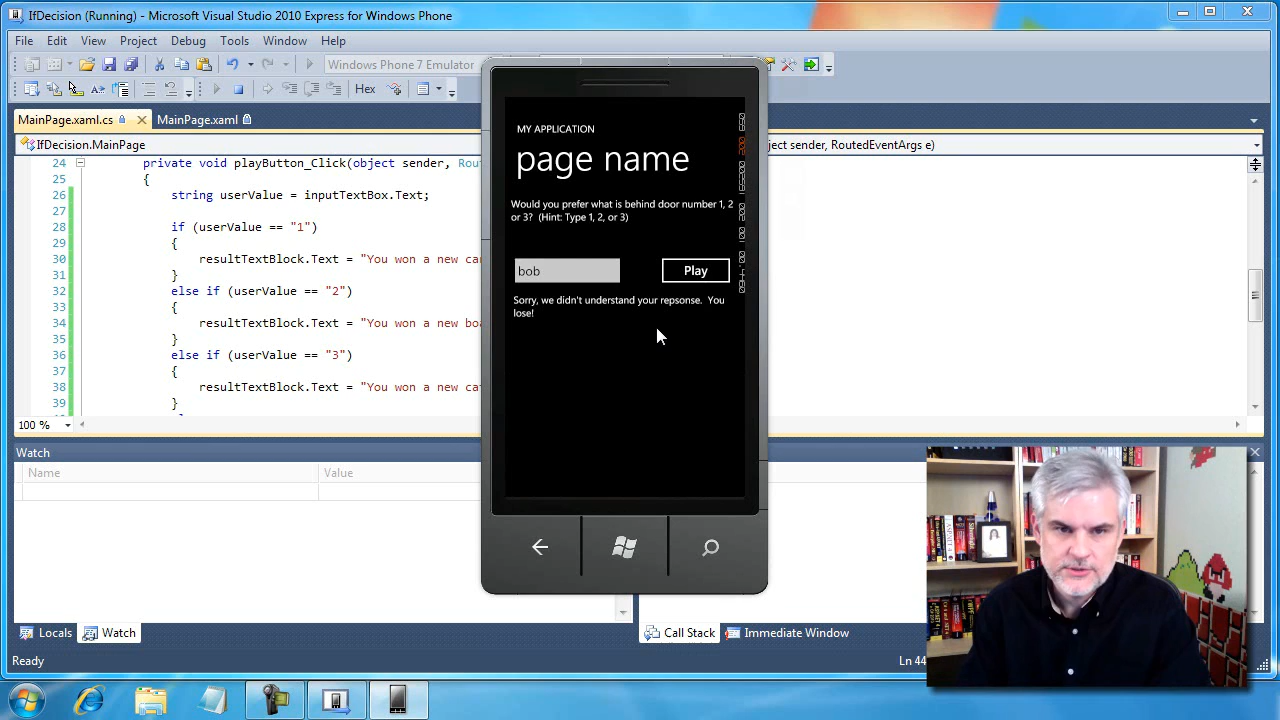 IfDecision (Running) - Microsoft Visual Studio 2010 Express for Windows Phone
File Edit View Project Debug Tools Window Help
Windows Phone 7 Emulator
Hex
MainPage.xaml.cs MainPage.xaml
IfDecision.MainPage
ject sender, RoutedEventArgs e)
24 private void playButton_Click(object sender, Rou
25 {
26 string userValue = inputTextBox.Text;
27
28 if (userValue == "1")
29 {
30 resultTextBlock.Text = "You won a new car
31 }
32 else if (userValue == "2")
33 {
34 resultTextBlock.Text = "You won a new boa
35 }
36 else if (userValue == "3")
37 {
38 resultTextBlock.Text = "You won a new cat
39 }
100 %
MY APPLICATION
page name
Would you prefer what is behind door number 1, 2
or 3? (Hint: Type 1, 2, or 3)
bob
Play
Sorry, we didn't understand your repsonse. You
lose!
Watch
Name Value
Locals Watch
Call Stack Immediate Window
Ready
Ln 44